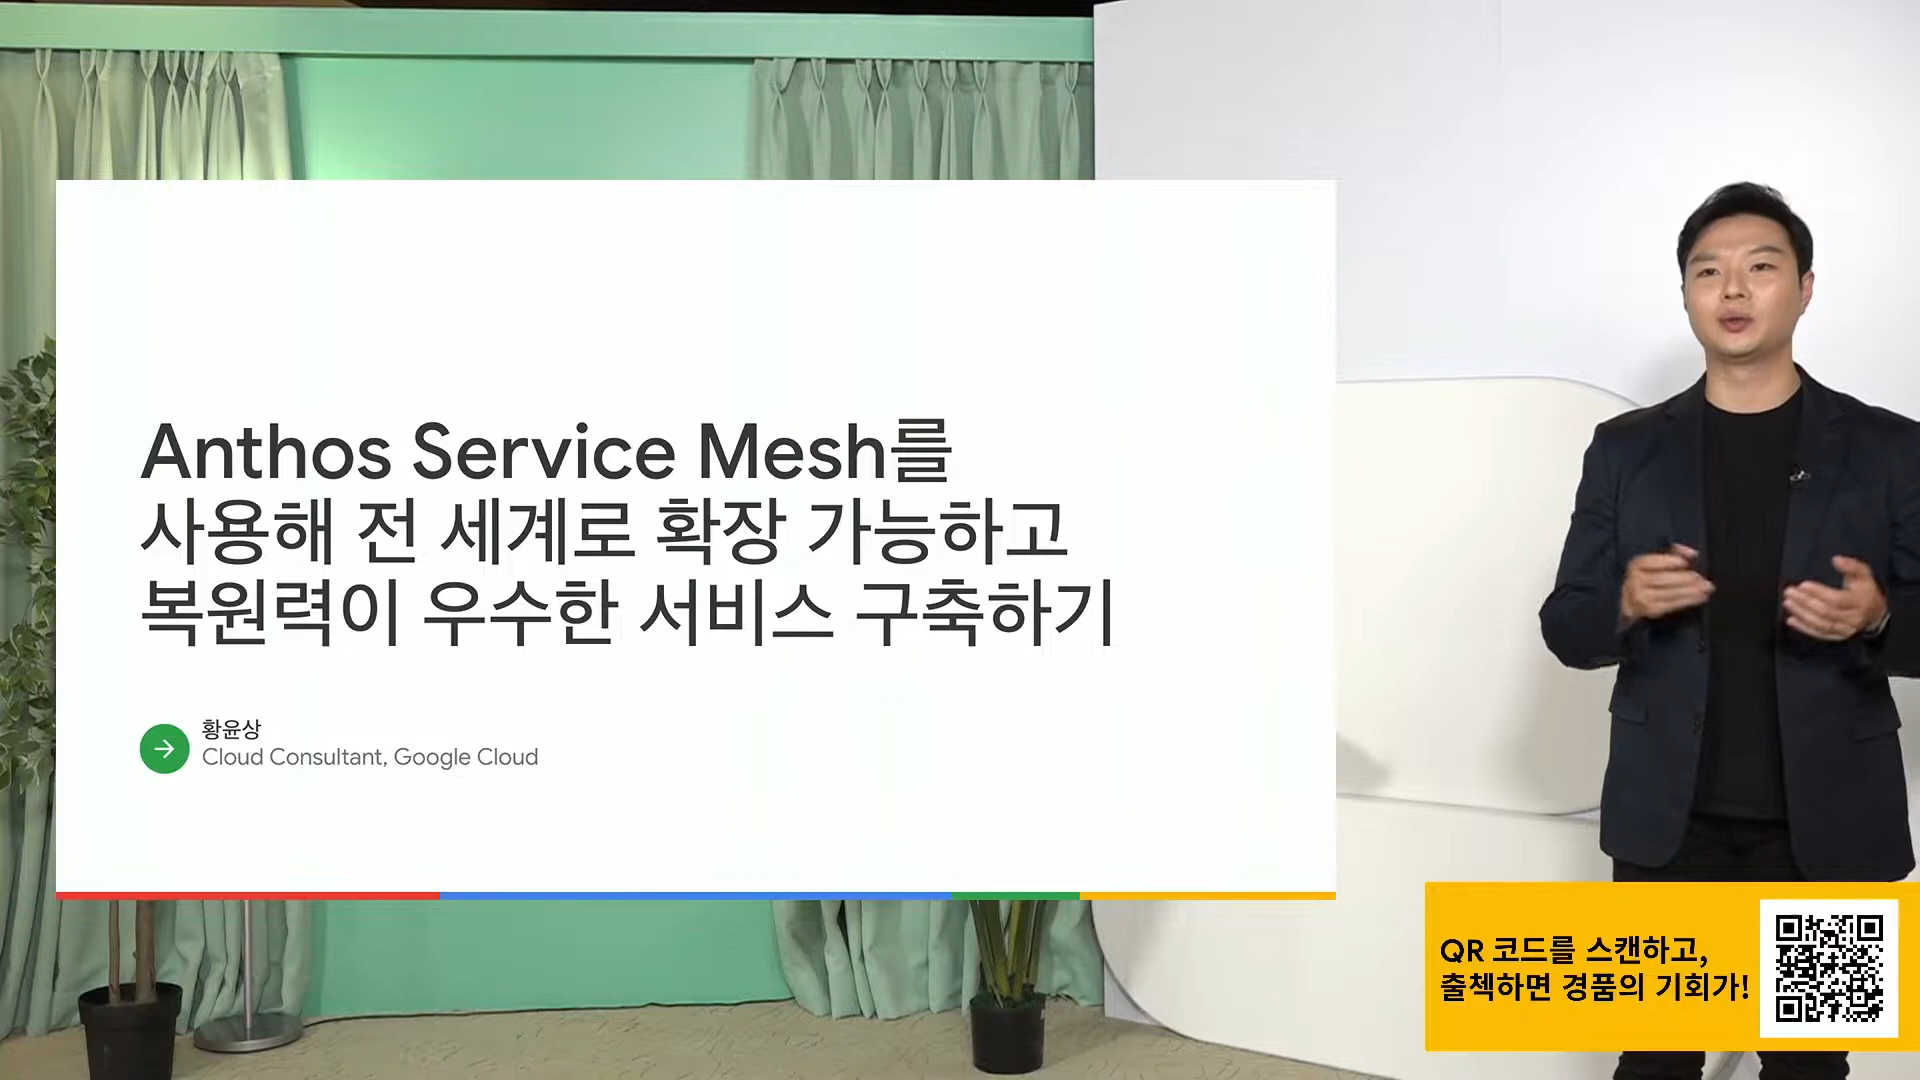 Anthos Service Mesh를
사용해 전 세계로 확장 가능하고
복원력이 우수한 서비스 구축하기
황윤상
Cloud Consultant, Google Cloud
QR 코드를 스캔하고,
출첵하면 경품의 기회가!